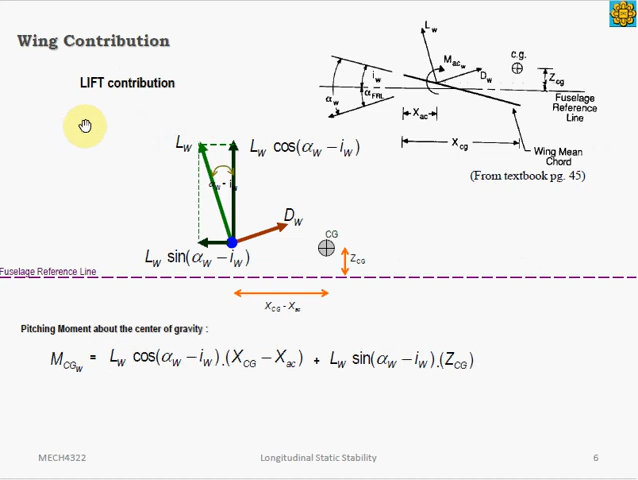 Wing Contribution
LIFT contribution
L_w
M_ac_w
D_w
c.g.
Z_cg
i_w
α_w
α_FRL
X_ac
X_cg
Fuselage
Reference
Line
Wing Mean
Chord
(From textbook pg. 45)
L_W
L_W cos(α_W − i_W)
α_W - i_W
D_W
CG
L_W sin(α_W − i_W)
Z_CG
Fuselage Reference Line
X_CG - X_ac
Pitching Moment about the center of gravity :
M_CG_W = L_W cos(α_W − i_W).(X_CG − X_ac) + L_W sin(α_W − i_W).(Z_CG)
MECH4322
Longitudinal Static Stability
6